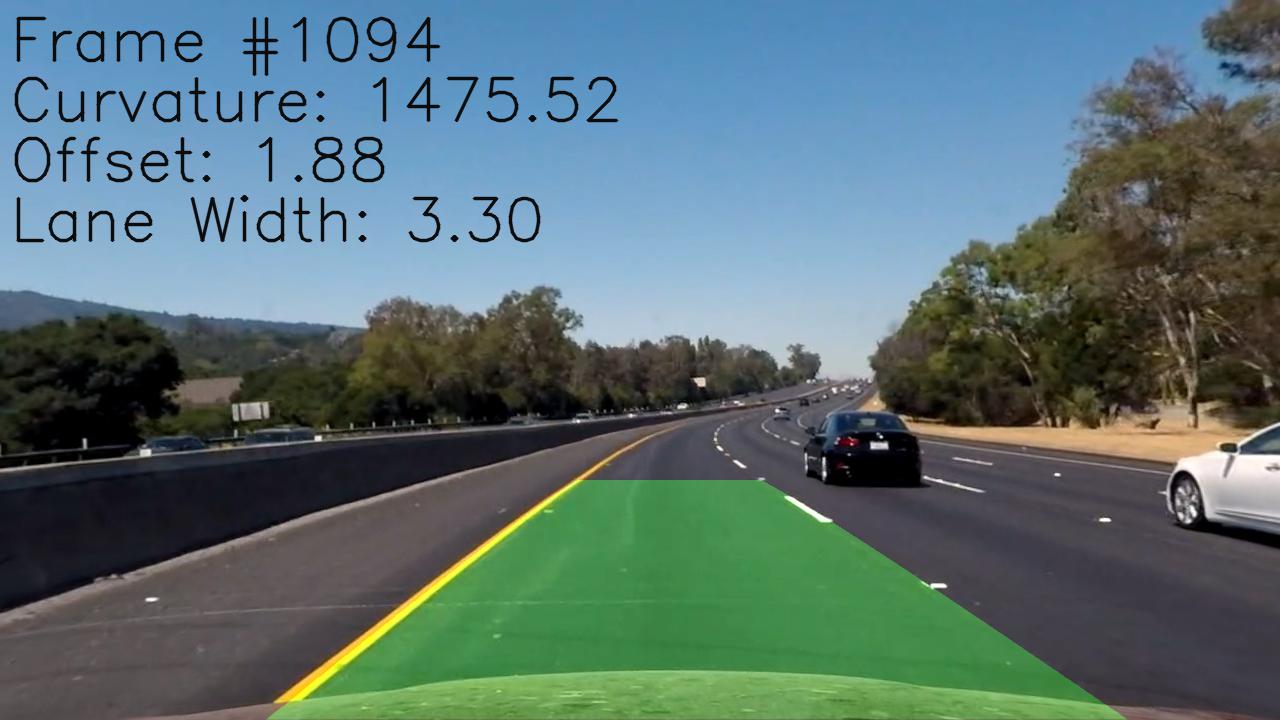 Frame #1094
Curvature: 1475.52
Offset: 1.88
Lane Width: 3.30